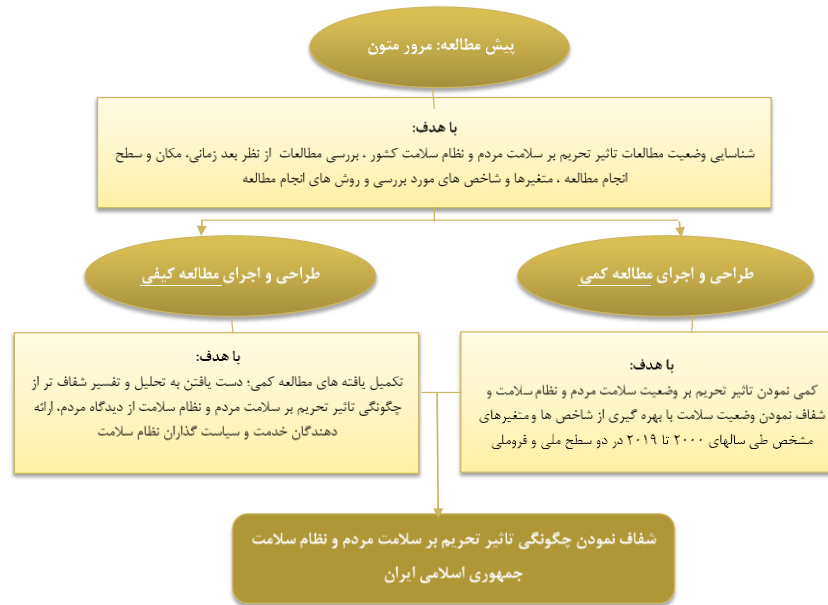 پیش مطالعه: مرور متون
با هدف:
شناسایی وضعیت مطالعات تاثیر تحریم بر سلامت مردم و نظام سلامت کشور ، بررسی مطالعات از نظر بعد زمانی، مکان و سطح
انجام مطالعه ، متغیرها و شاخص های مورد بررسی و روش های انجام مطالعه
طراحی و اجرای مطالعه کمی
با هدف:
کمی نمودن تاثیر تحریم بر وضعیت سلامت مردم و نظام سلامت و
شفاف نمودن وضعیت سلامت با بهره گیری از شاخص ها و متغیرهای
مشخص طی سالهای ۲۰۰۰ تا ۲۰۱۹ در دو سطح ملی و فروملی
طراحی و اجرای مطالعه کیفی
با هدف:
تکمیل یافته های مطالعه کمی؛ دست یافتن به تحلیل و تفسیر شفاف تر از
چگونگی تاثیر تحریم بر سلامت مردم و نظام سلامت از دیدگاه مردم، ارائه
دهندگان خدمت و سیاست گذاران نظام سلامت
شفاف نمودن چگونگی تاثیر تحریم بر سلامت مردم و نظام سلامت
جمهوری اسلامی ایران